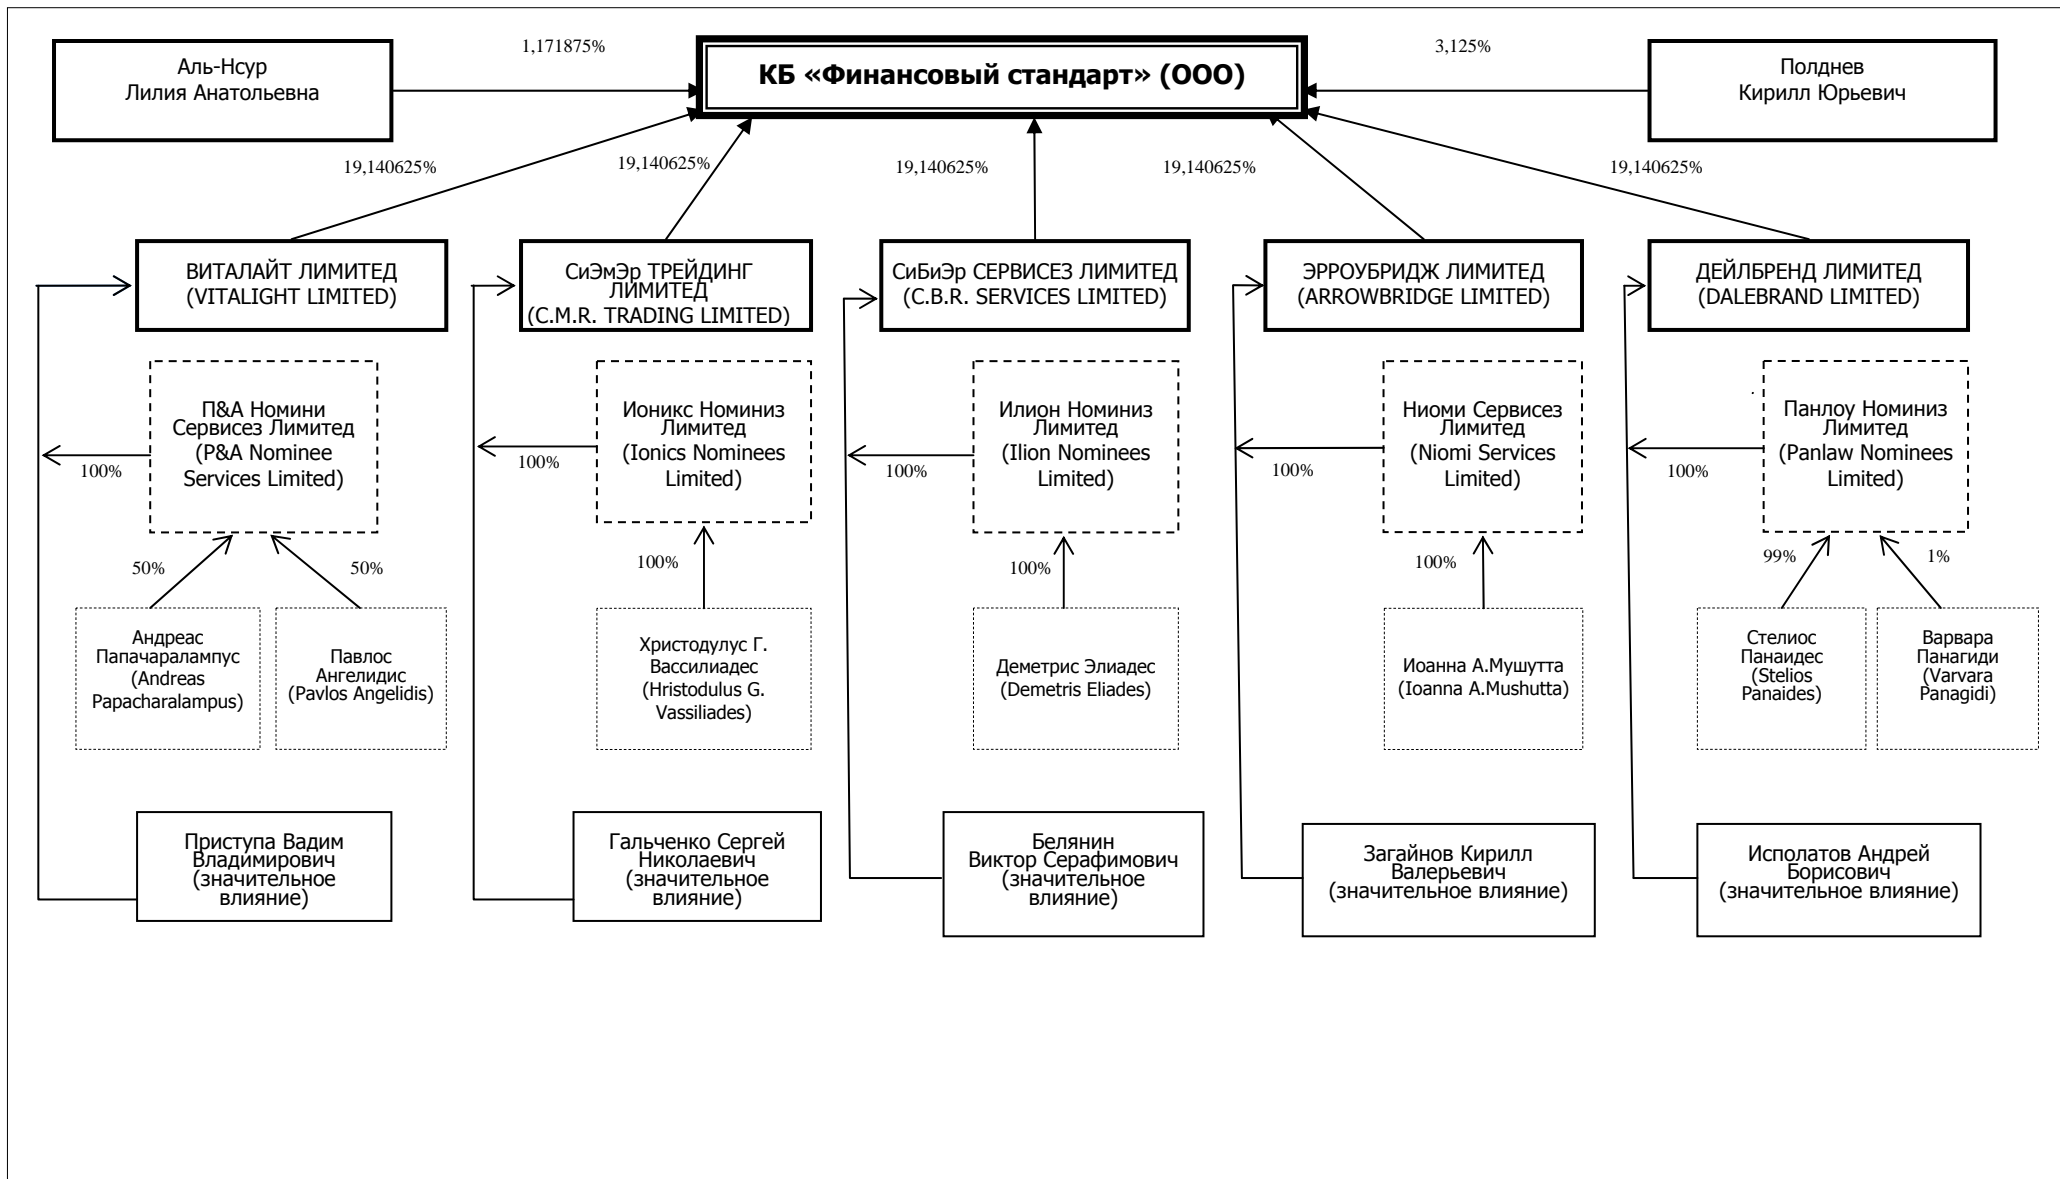 Аль-Нсур
Лилия Анатольевна
1,171875%
КБ «Финансовый стандарт» (ООО)
3,125%
Полднев
Кирилл Юрьевич
19,140625%
19,140625%
19,140625%
19,140625%
19,140625%
ВИТАЛАЙТ ЛИМИТЕД
(VITALIGHT LIMITED)
СиЭмЭр ТРЕЙДИНГ
ЛИМИТЕД
(C.M.R. TRADING LIMITED)
СиБиЭр СЕРВИСЕЗ ЛИМИТЕД
(C.B.R. SERVICES LIMITED)
ЭРРОУБРИДЖ ЛИМИТЕД
(ARROWBRIDGE LIMITED)
ДЕЙЛБРЕНД ЛИМИТЕД
(DALEBRAND LIMITED)
П&А Номини
Сервисез Лимитед
(P&A Nominee
Services Limited)
100%
Ионикс Номиниз
Лимитед
(Ionics Nominees
Limited)
100%
Илион Номиниз
Лимитед
(Ilion Nominees
Limited)
100%
Ниоми Сервисез
Лимитед
(Niomi Services
Limited)
100%
Панлоу Номиниз
Лимитед
(Panlaw Nominees
Limited)
100%
50%
50%
100%
100%
100%
99%
1%
Андреас
Папачаралампус
(Andreas
Papacharalampus)
Павлос
Ангелидис
(Pavlos Angelidis)
Христодулус Г.
Вассилиадес
(Hristodulus G.
Vassiliades)
Деметрис Элиадес
(Demetris Eliades)
Иоанна А.Мушутта
(Ioanna A.Mushutta)
Стелиос
Панаидес
(Stelios
Panaides)
Варвара
Панагиди
(Varvara
Panagidi)
Приступа Вадим
Владимирович
(значительное
влияние)
Гальченко Сергей
Николаевич
(значительное
влияние)
Белянин
Виктор Серафимович
(значительное
влияние)
Загайнов Кирилл
Валерьевич
(значительное влияние)
Исполатов Андрей
Борисович
(значительное влияние)